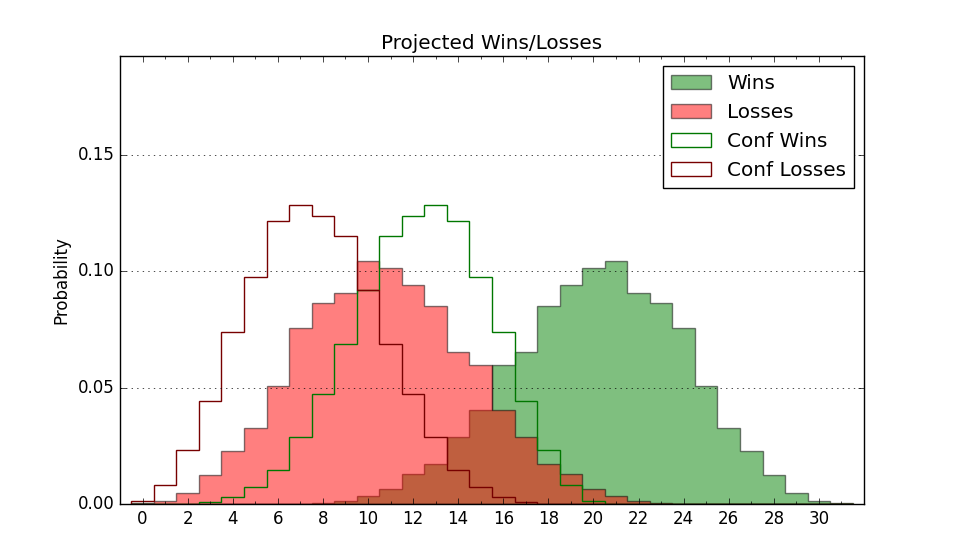 Projected Wins/Losses
Wins
Losses
Conf Wins
Conf Losses
Probability
0.15
0.10
0.05
0.00
0 2 4 6 8 10 12 14 16 18 20 22 24 26 28 30